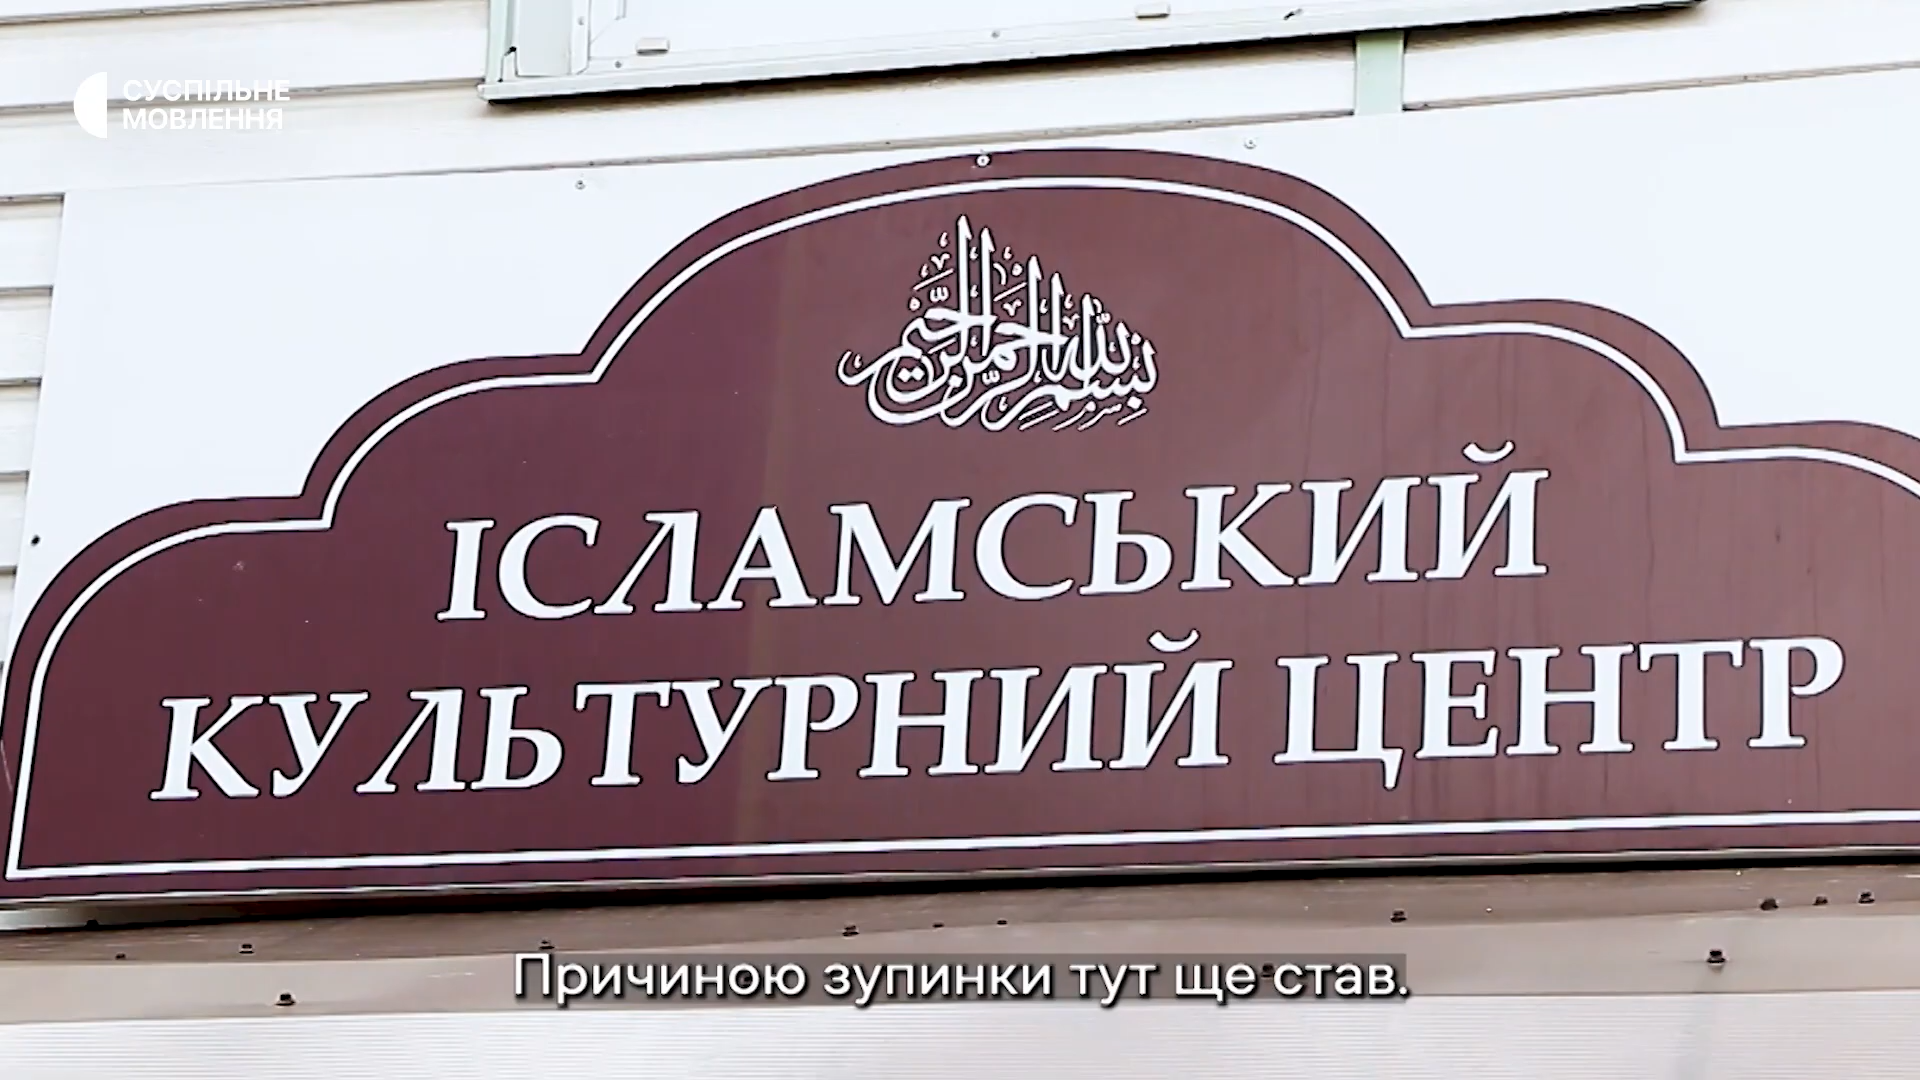 СУСПІЛЬНЕ
МОВЛЕННЯ
بسم الله الرحمن الرحيم
ІСЛАМСЬКИЙ
КУЛЬТУРНИЙ ЦЕНТР
Причиною зупинки тут ще став.